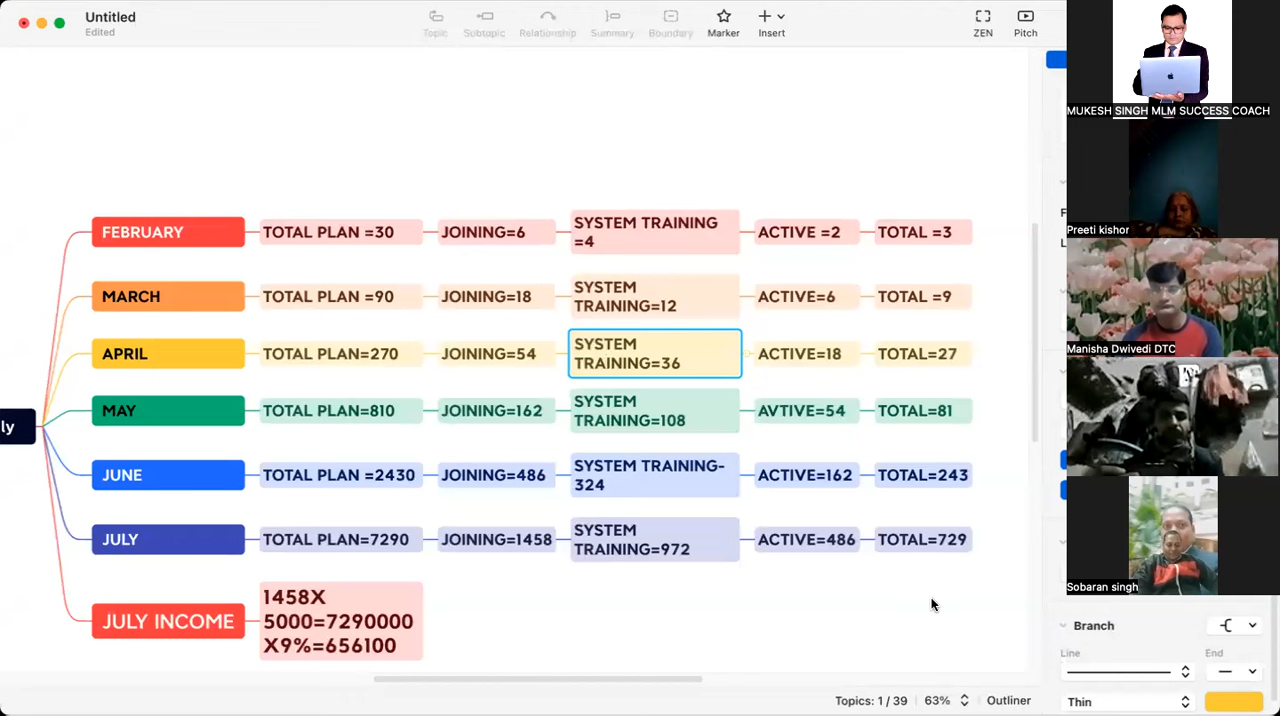 Untitled
Edited
Topic
Subtopic
Relationship
Summary
Boundary
Marker
Insert
ZEN
Pitch
MUKESH SINGH MLM SUCCESS COACH
Preeti kishor
Manisha Dwivedi DTC
Sobaran singh
ly
FEBRUARY
TOTAL PLAN =30
JOINING=6
SYSTEM TRAINING
=4
ACTIVE =2
TOTAL =3
MARCH
TOTAL PLAN =90
JOINING=18
SYSTEM
TRAINING=12
ACTIVE=6
TOTAL =9
APRIL
TOTAL PLAN=270
JOINING=54
SYSTEM
TRAINING=36
ACTIVE=18
TOTAL=27
MAY
TOTAL PLAN=810
JOINING=162
SYSTEM
TRAINING=108
AVTIVE=54
TOTAL=81
JUNE
TOTAL PLAN =2430
JOINING=486
SYSTEM TRAINING-
324
ACTIVE=162
TOTAL=243
JULY
TOTAL PLAN=7290
JOINING=1458
SYSTEM
TRAINING=972
ACTIVE=486
TOTAL=729
JULY INCOME
1458X
5000=7290000
X9%=656100
Branch
Line
End
Thin
Topics: 1 / 39
63%
Outliner